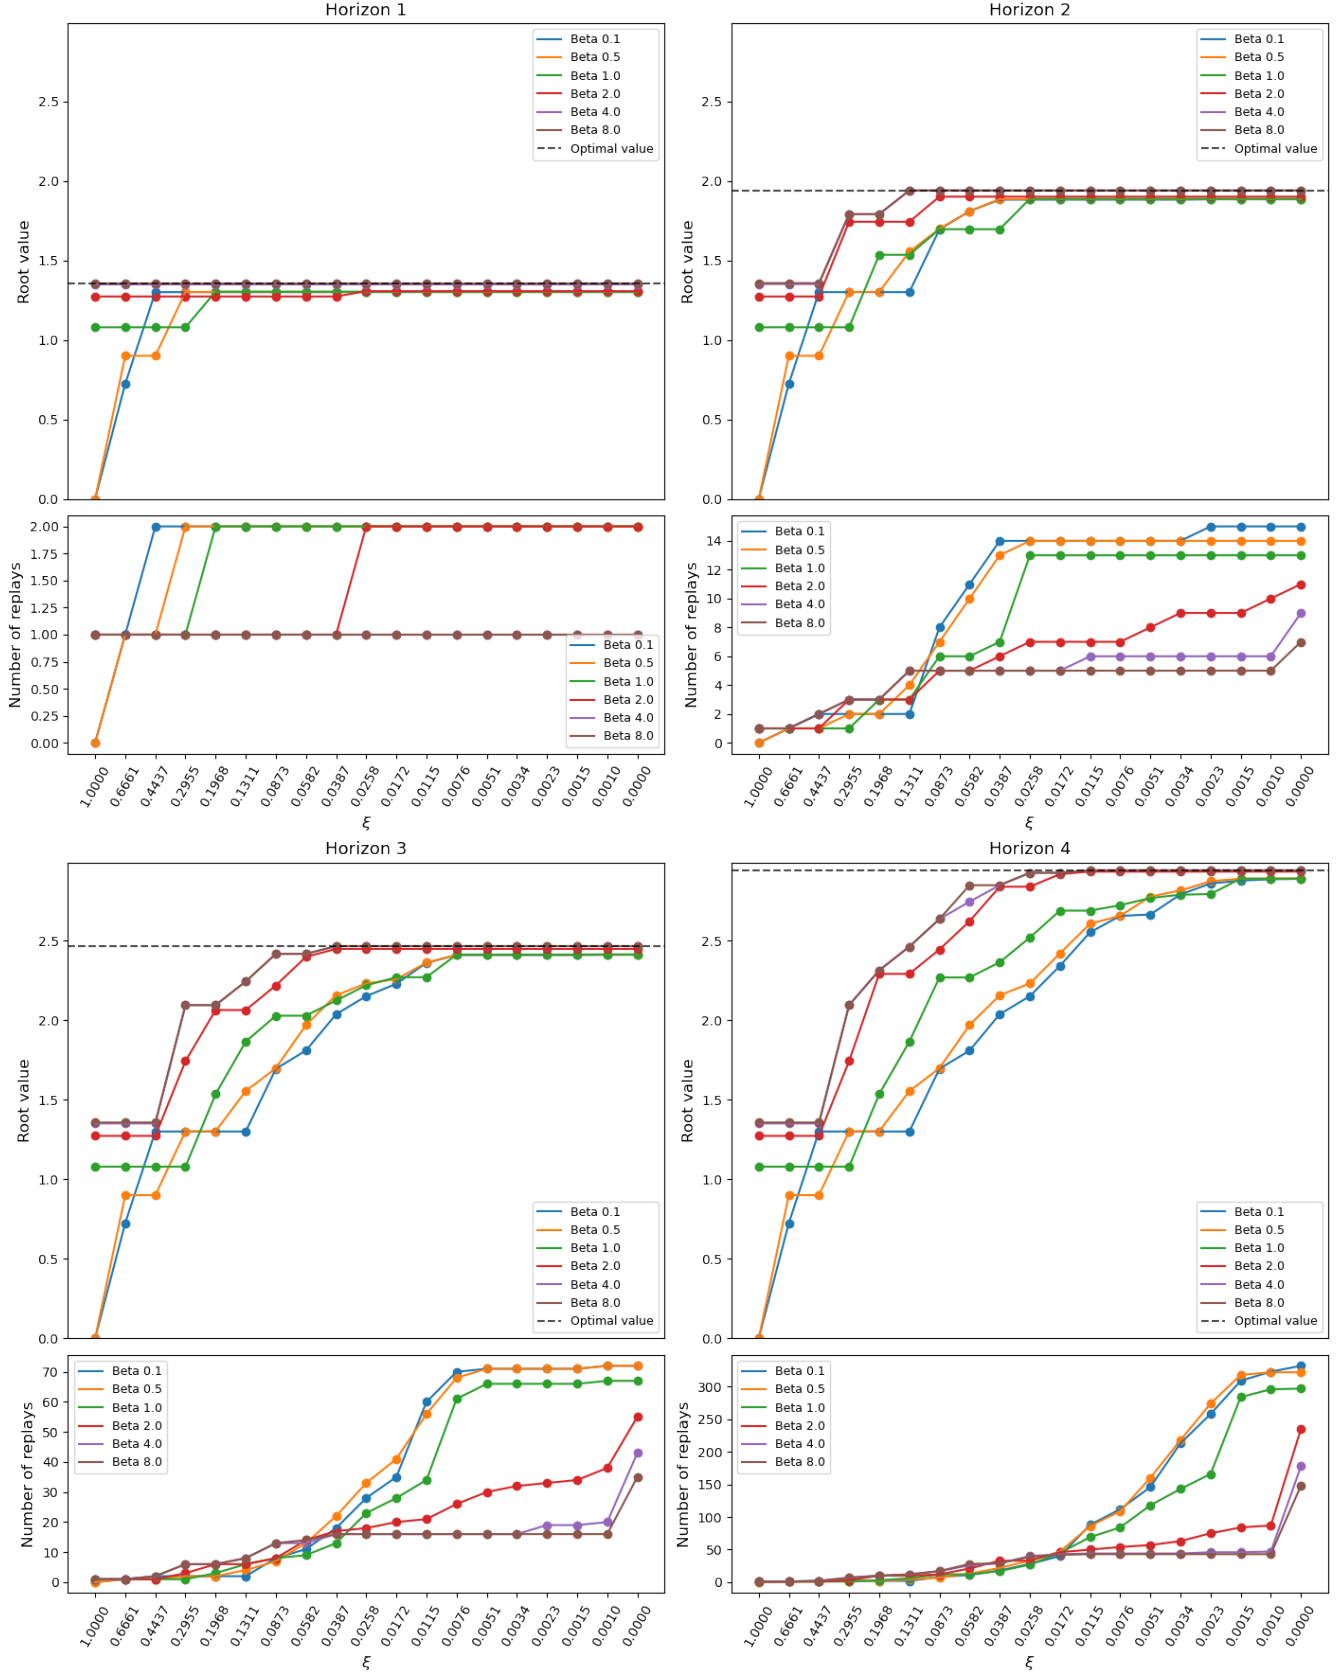 Horizon 1
Root value
2.5
2.0
1.5
1.0
0.5
0.0
Beta 0.1
Beta 0.5
Beta 1.0
Beta 2.0
Beta 4.0
Beta 8.0
Optimal value
Number of replays
2.00
1.75
1.50
1.25
1.00
0.75
0.50
0.25
0.00
Beta 0.1
Beta 0.5
Beta 1.0
Beta 2.0
Beta 4.0
Beta 8.0
1.0000 0.6661 0.4437 0.2955 0.1968 0.1311 0.0873 0.0582 0.0387 0.0258 0.0172 0.0115 0.0076 0.0051 0.0034 0.0023 0.0015 0.0010 0.0000
ξ
Horizon 2
Root value
2.5
2.0
1.5
1.0
0.5
0.0
Beta 0.1
Beta 0.5
Beta 1.0
Beta 2.0
Beta 4.0
Beta 8.0
Optimal value
Number of replays
14
12
10
8
6
4
2
0
Beta 0.1
Beta 0.5
Beta 1.0
Beta 2.0
Beta 4.0
Beta 8.0
1.0000 0.6661 0.4437 0.2955 0.1968 0.1311 0.0873 0.0582 0.0387 0.0258 0.0172 0.0115 0.0076 0.0051 0.0034 0.0023 0.0015 0.0010 0.0000
ξ
Horizon 3
Root value
2.5
2.0
1.5
1.0
0.5
0.0
Beta 0.1
Beta 0.5
Beta 1.0
Beta 2.0
Beta 4.0
Beta 8.0
Optimal value
Number of replays
70
60
50
40
30
20
10
0
Beta 0.1
Beta 0.5
Beta 1.0
Beta 2.0
Beta 4.0
Beta 8.0
1.0000 0.6661 0.4437 0.2955 0.1968 0.1311 0.0873 0.0582 0.0387 0.0258 0.0172 0.0115 0.0076 0.0051 0.0034 0.0023 0.0015 0.0010 0.0000
ξ
Horizon 4
Root value
2.5
2.0
1.5
1.0
0.5
0.0
Beta 0.1
Beta 0.5
Beta 1.0
Beta 2.0
Beta 4.0
Beta 8.0
Optimal value
Number of replays
300
250
200
150
100
50
0
Beta 0.1
Beta 0.5
Beta 1.0
Beta 2.0
Beta 4.0
Beta 8.0
1.0000 0.6661 0.4437 0.2955 0.1968 0.1311 0.0873 0.0582 0.0387 0.0258 0.0172 0.0115 0.0076 0.0051 0.0034 0.0023 0.0015 0.0010 0.0000
ξ